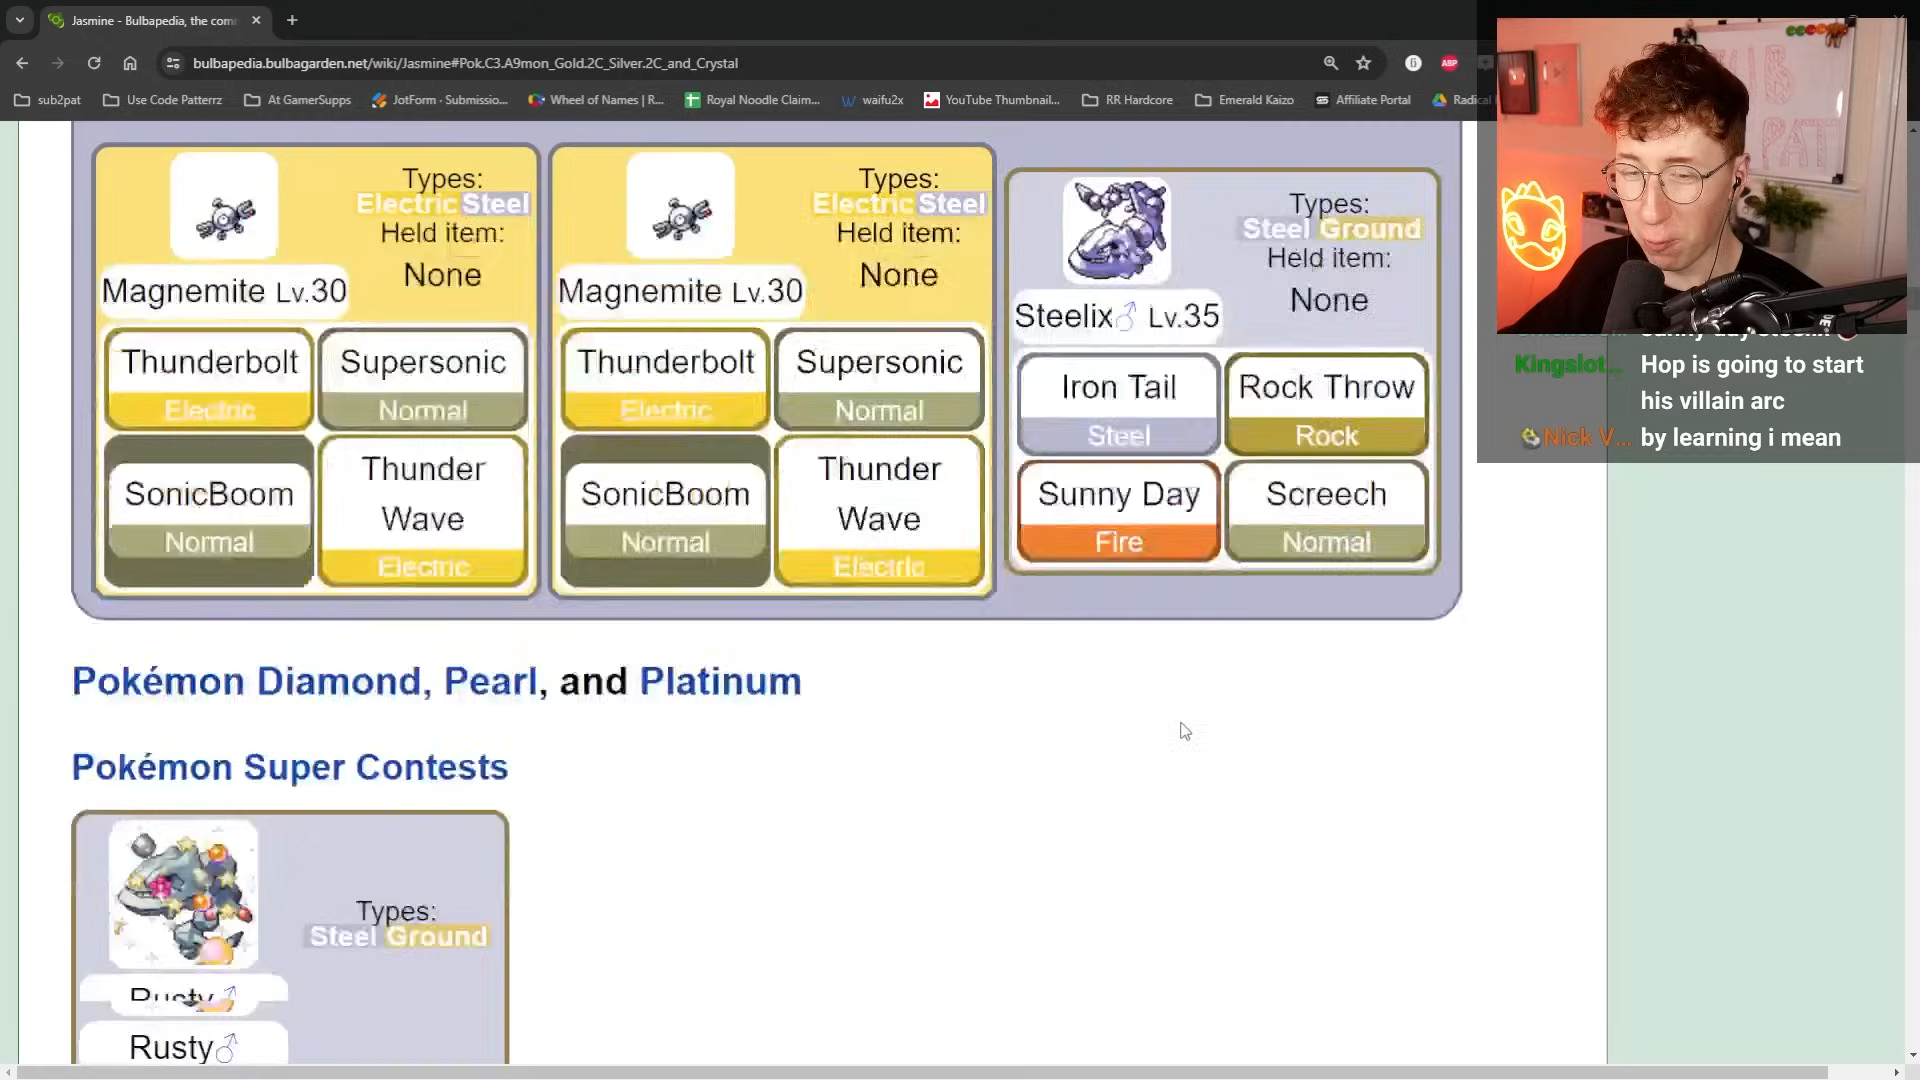 Jasmine - Bulbapedia, the com
bulbapedia.bulbagarden.net/wiki/Jasmine#Pok.C3.A9mon_Gold.2C_Silver.2C_and_Crystal
ABP
sub2pat
Use Code Patterrz
At GamerSupps
JotForm - Submissio...
Wheel of Names | R...
Royal Noodle Claim...
waifu2x
YouTube Thumbnail...
RR Hardcore
Emerald Kaizo
Affiliate Portal
Radical
Types:
Electric Steel
Held item:
None
Magnemite Lv.30
Thunderbolt
Electric
Supersonic
Normal
SonicBoom
Normal
Thunder
Wave
Electric
Types:
Electric Steel
Held item:
None
Magnemite Lv.30
Thunderbolt
Electric
Supersonic
Normal
SonicBoom
Normal
Thunder
Wave
Electric
Types:
Steel Ground
Held item:
None
Steelix♂ Lv.35
Iron Tail
Steel
Rock Throw
Rock
Sunny Day
Fire
Screech
Normal
Kingslot... Hop is going to start
his villain arc
Nick V... by learning i mean
Pokémon Diamond, Pearl, and Platinum
Pokémon Super Contests
Types:
Steel Ground
Rusty♂
Rusty♂